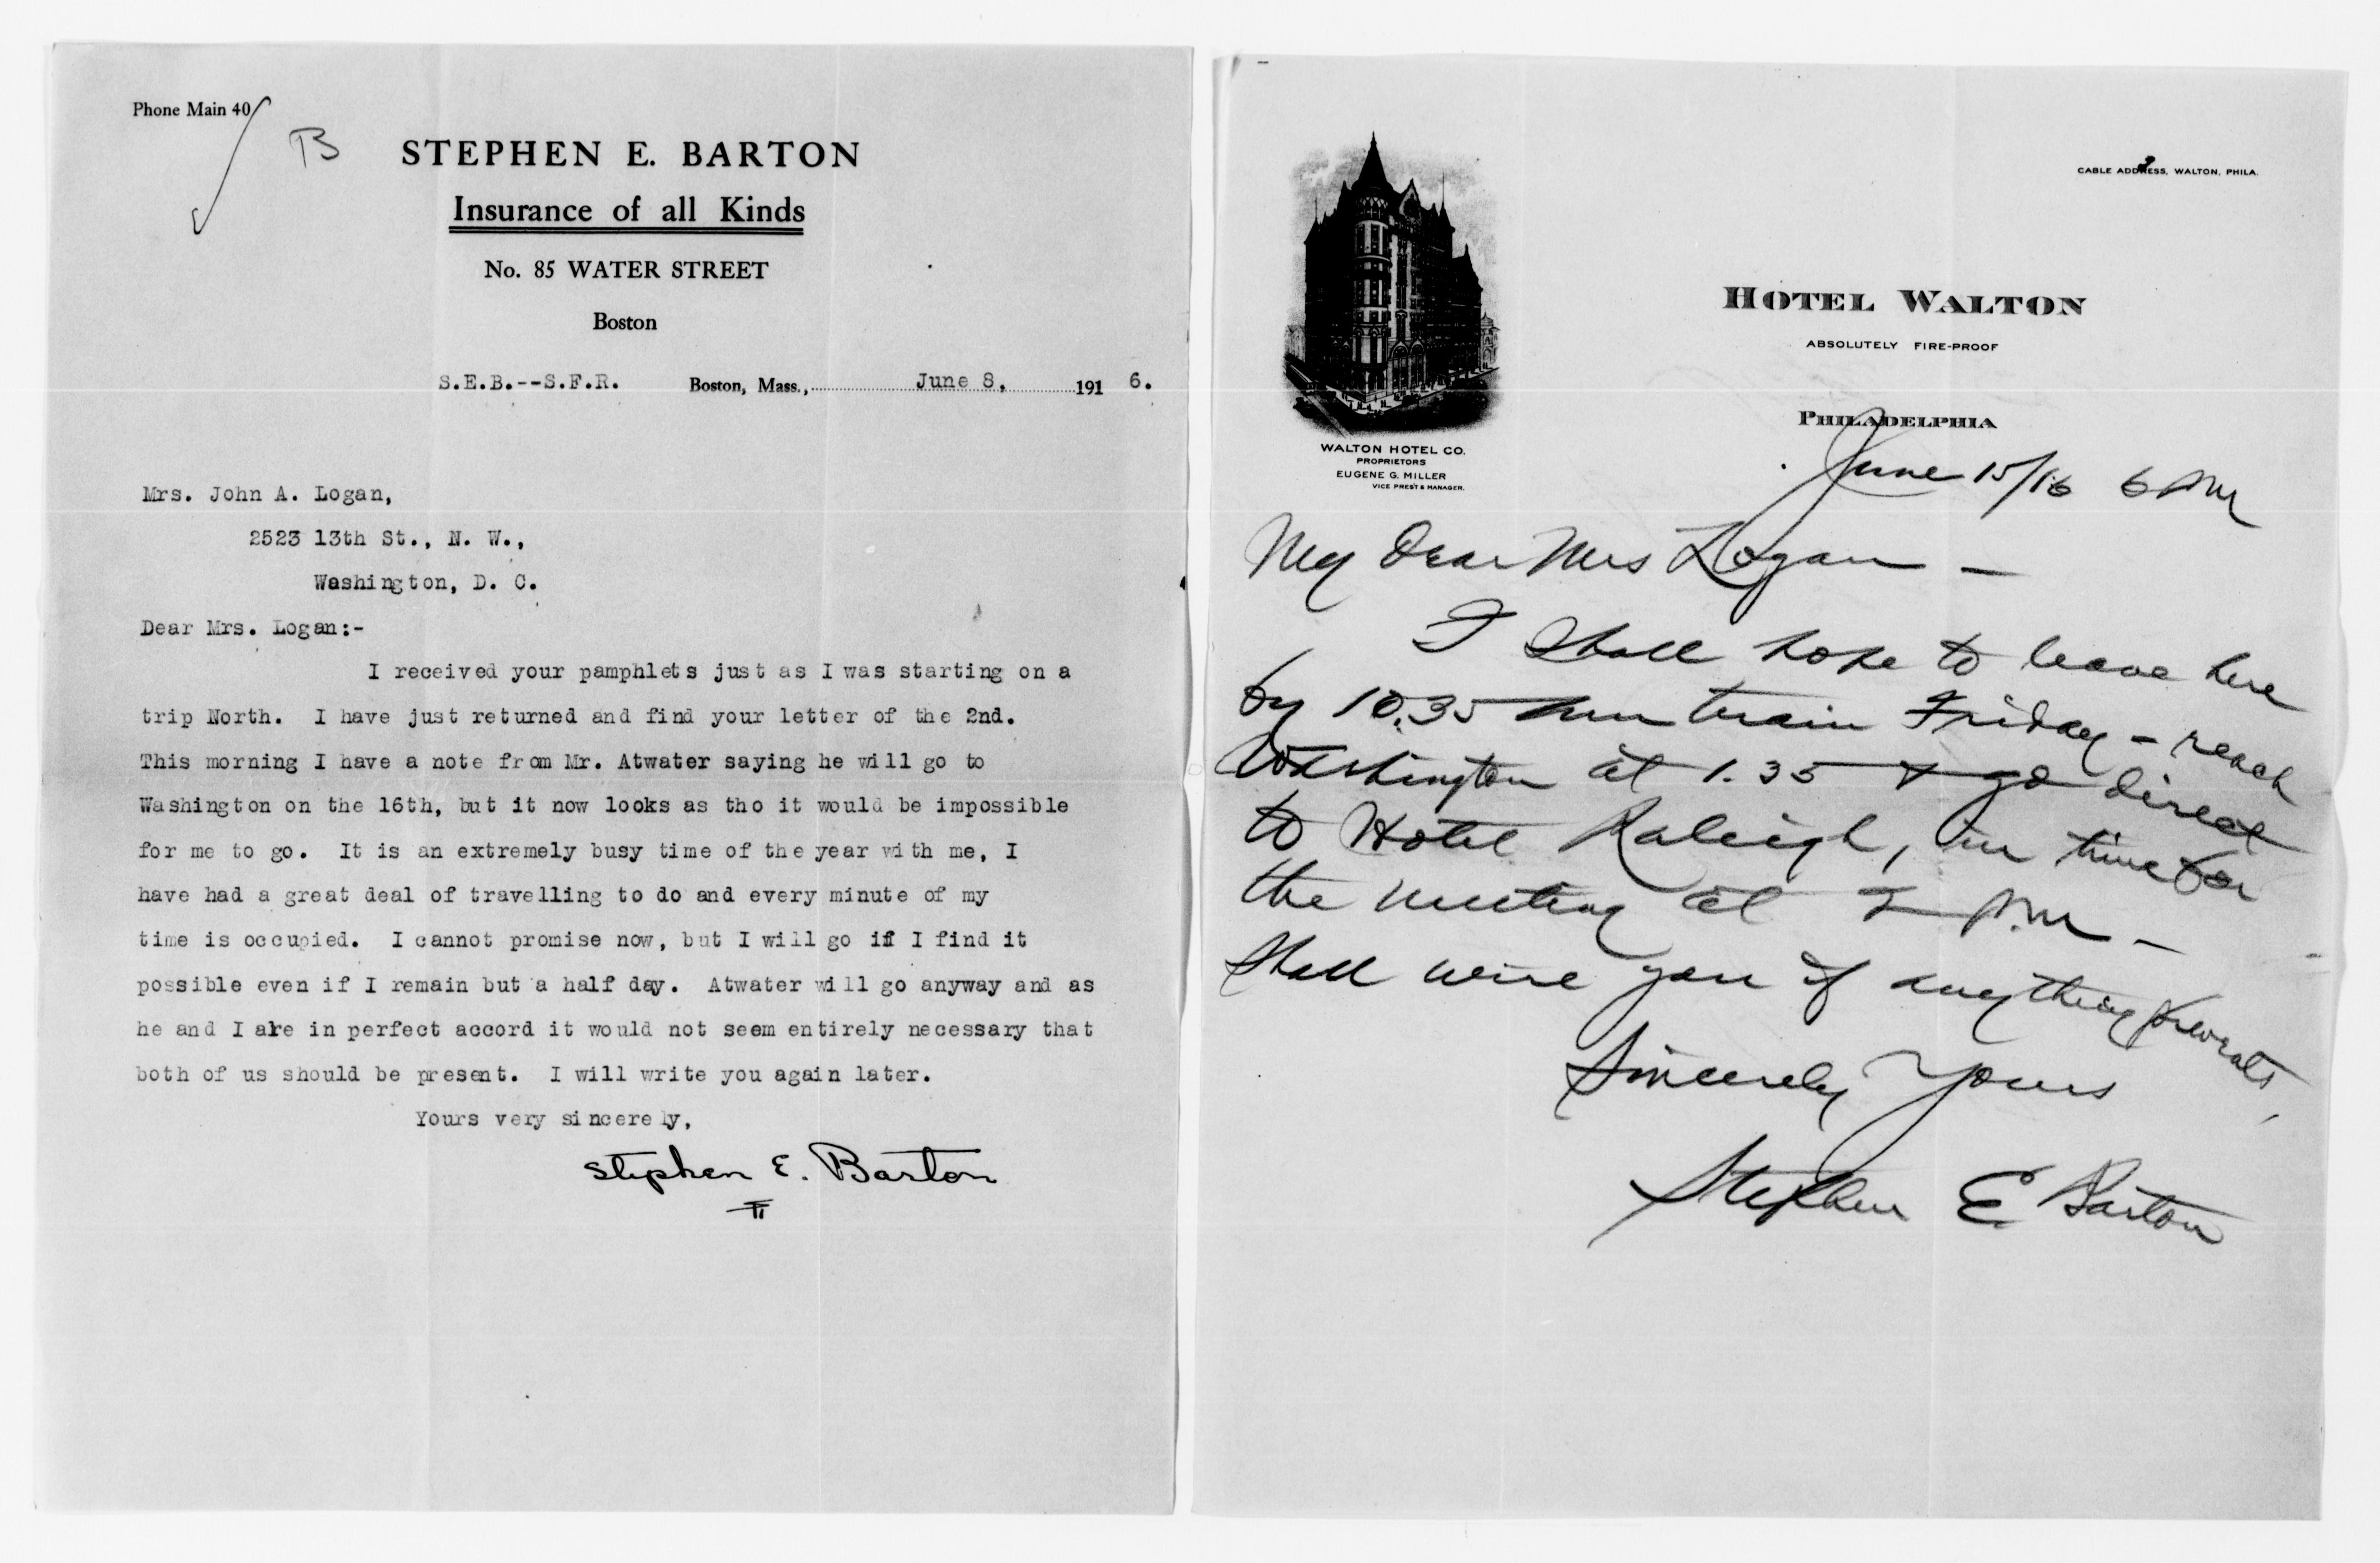 Phone Main 40
B
STEPHEN E. BARTON
Insurance of all Kinds
No. 85 WATER STREET
Boston
S.E.B.--S.F.R. Boston, Mass., June 8, 1916.
Mrs. John A. Logan,
2523 13th St., N. W.,
Washington, D. C.
Dear Mrs. Logan:-
I received your pamphlets just as I was starting on a
trip North. I have just returned and find your letter of the 2nd.
This morning I have a note from Mr. Atwater saying he will go to
Washington on the 16th, but it now looks as tho it would be impossible
for me to go. It is an extremely busy time of the year with me, I
have had a great deal of travelling to do and every minute of my
time is occupied. I cannot promise now, but I will go if I find it
possible even if I remain but a half day. Atwater will go anyway and as
he and I are in perfect accord it would not seem entirely necessary that
both of us should be present. I will write you again later.
Yours very sincerely,
Stephen E. Barton
CABLE ADDRESS, WALTON, PHILA.
HOTEL WALTON
ABSOLUTELY FIRE-PROOF
PHILADELPHIA
WALTON HOTEL CO.
PROPRIETORS
EUGENE G. MILLER
VICE PREST & MANAGER.
June 15/16 6 PM
My Dear Mrs Logan -
I shall hope to leave here
by 10.35 am train Friday - reach
Washington at 1.35 & go direct
to Hotel Raleigh, in time for
the meeting at 2 P.M -
Shall wire you if anything prevents,
Sincerely Yours
Stephen E Barton